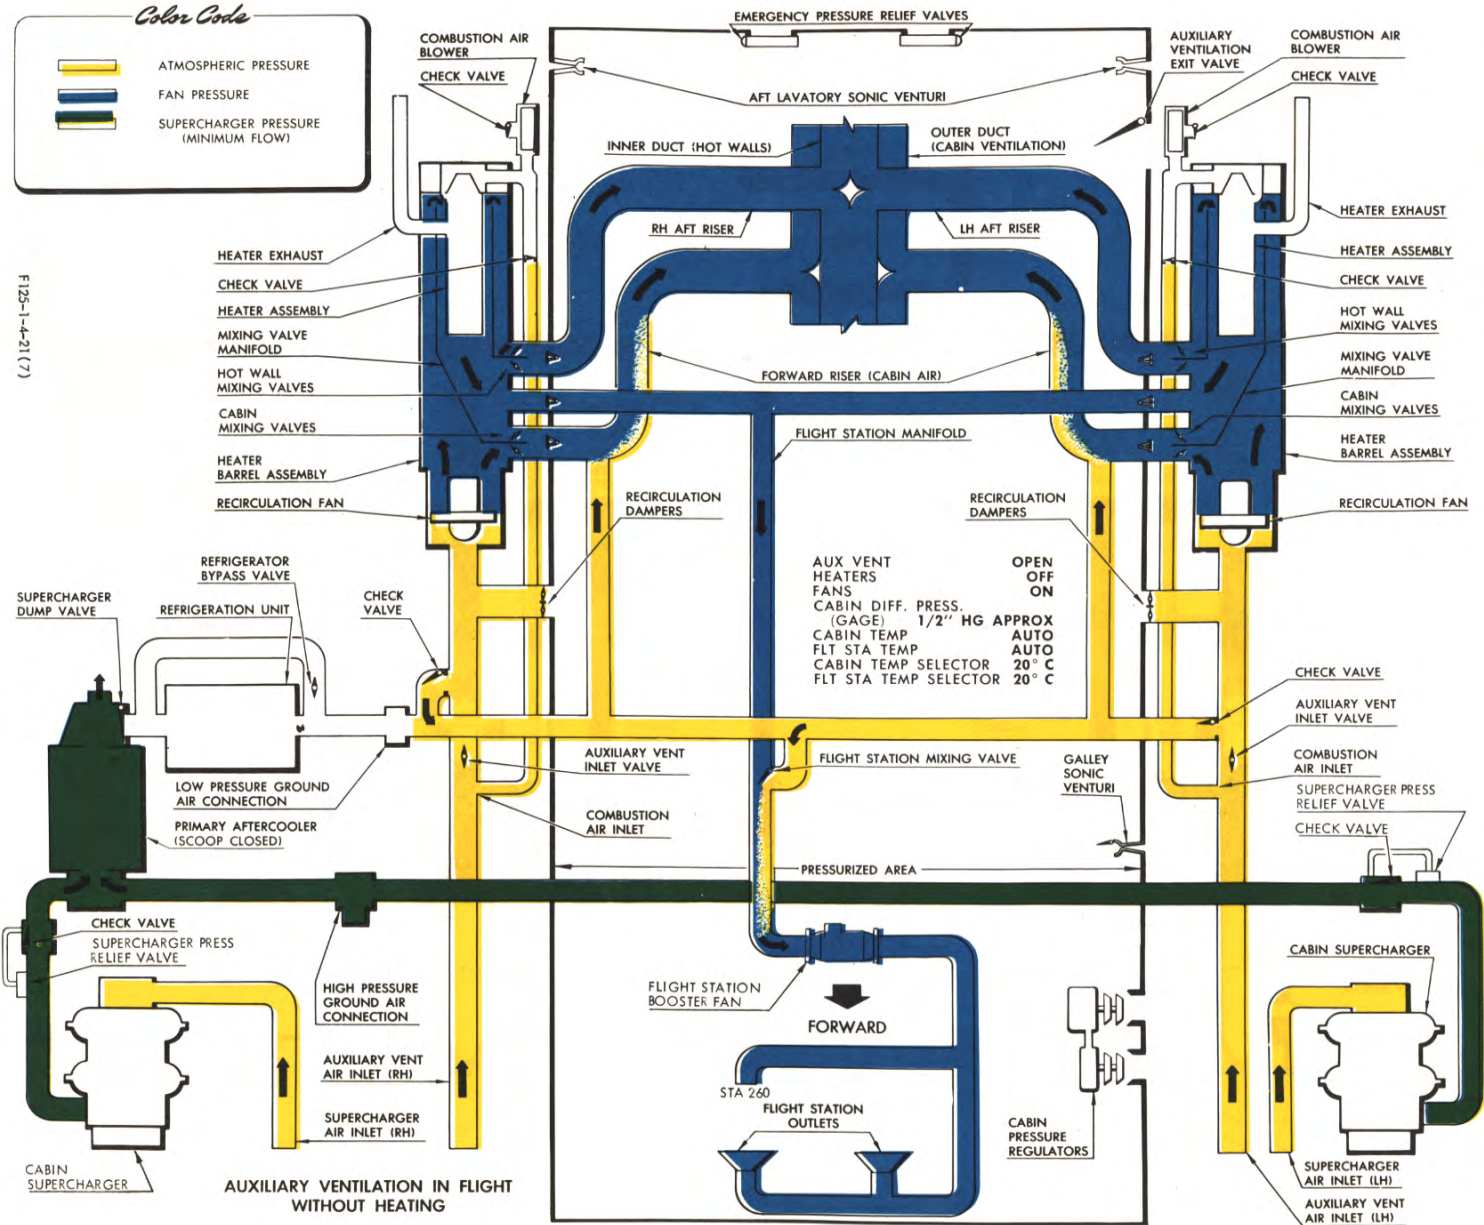 Color Code
ATMOSPHERIC PRESSURE
FAN PRESSURE
SUPERCHARGER PRESSURE
(MINIMUM FLOW)
COMBUSTION AIR
BLOWER
CHECK VALVE
EMERGENCY PRESSURE RELIEF VALVES
AUXILIARY
VENTILATION
EXIT VALVE
COMBUSTION AIR
BLOWER
CHECK VALVE
AFT LAVATORY SONIC VENTURI
INNER DUCT (HOT WALLS)
OUTER DUCT
(CABIN VENTILATION)
RH AFT RISER
LH AFT RISER
HEATER EXHAUST
CHECK VALVE
HEATER ASSEMBLY
MIXING VALVE
MANIFOLD
HOT WALL
MIXING VALVES
CABIN
MIXING VALVES
HEATER
BARREL ASSEMBLY
RECIRCULATION FAN
F125-1-4-21(7)
HEATER EXHAUST
HEATER ASSEMBLY
CHECK VALVE
HOT WALL
MIXING VALVES
MIXING VALVE
MANIFOLD
CABIN
MIXING VALVES
HEATER
BARREL ASSEMBLY
RECIRCULATION FAN
FORWARD RISER (CABIN AIR)
FLIGHT STATION MANIFOLD
RECIRCULATION
DAMPERS
RECIRCULATION
DAMPERS
AUX VENT OPEN
HEATERS OFF
FANS ON
CABIN DIFF. PRESS.
(GAGE) 1/2" HG APPROX
CABIN TEMP AUTO
FLT STA TEMP AUTO
CABIN TEMP SELECTOR 20° C
FLT STA TEMP SELECTOR 20° C
REFRIGERATOR
BYPASS VALVE
SUPERCHARGER
DUMP VALVE
REFRIGERATION UNIT
CHECK
VALVE
CHECK VALVE
AUXILIARY VENT
INLET VALVE
COMBUSTION
AIR INLET
SUPERCHARGER PRESS
RELIEF VALVE
CHECK VALVE
AUXILIARY VENT
INLET VALVE
FLIGHT STATION MIXING VALVE
GALLEY
SONIC
VENTURI
LOW PRESSURE GROUND
AIR CONNECTION
PRIMARY AFTERCOOLER
(SCOOP CLOSED)
COMBUSTION
AIR INLET
PRESSURIZED AREA
CHECK VALVE
SUPERCHARGER PRESS
RELIEF VALVE
HIGH PRESSURE
GROUND AIR
CONNECTION
FLIGHT STATION
BOOSTER FAN
FORWARD
CABIN SUPERCHARGER
AUXILIARY VENT
AIR INLET (RH)
SUPERCHARGER
AIR INLET (RH)
STA 260
FLIGHT STATION
OUTLETS
CABIN
PRESSURE
REGULATORS
CABIN
SUPERCHARGER
SUPERCHARGER
AIR INLET (LH)
AUXILIARY VENT
AIR INLET (LH)
AUXILIARY VENTILATION IN FLIGHT
WITHOUT HEATING